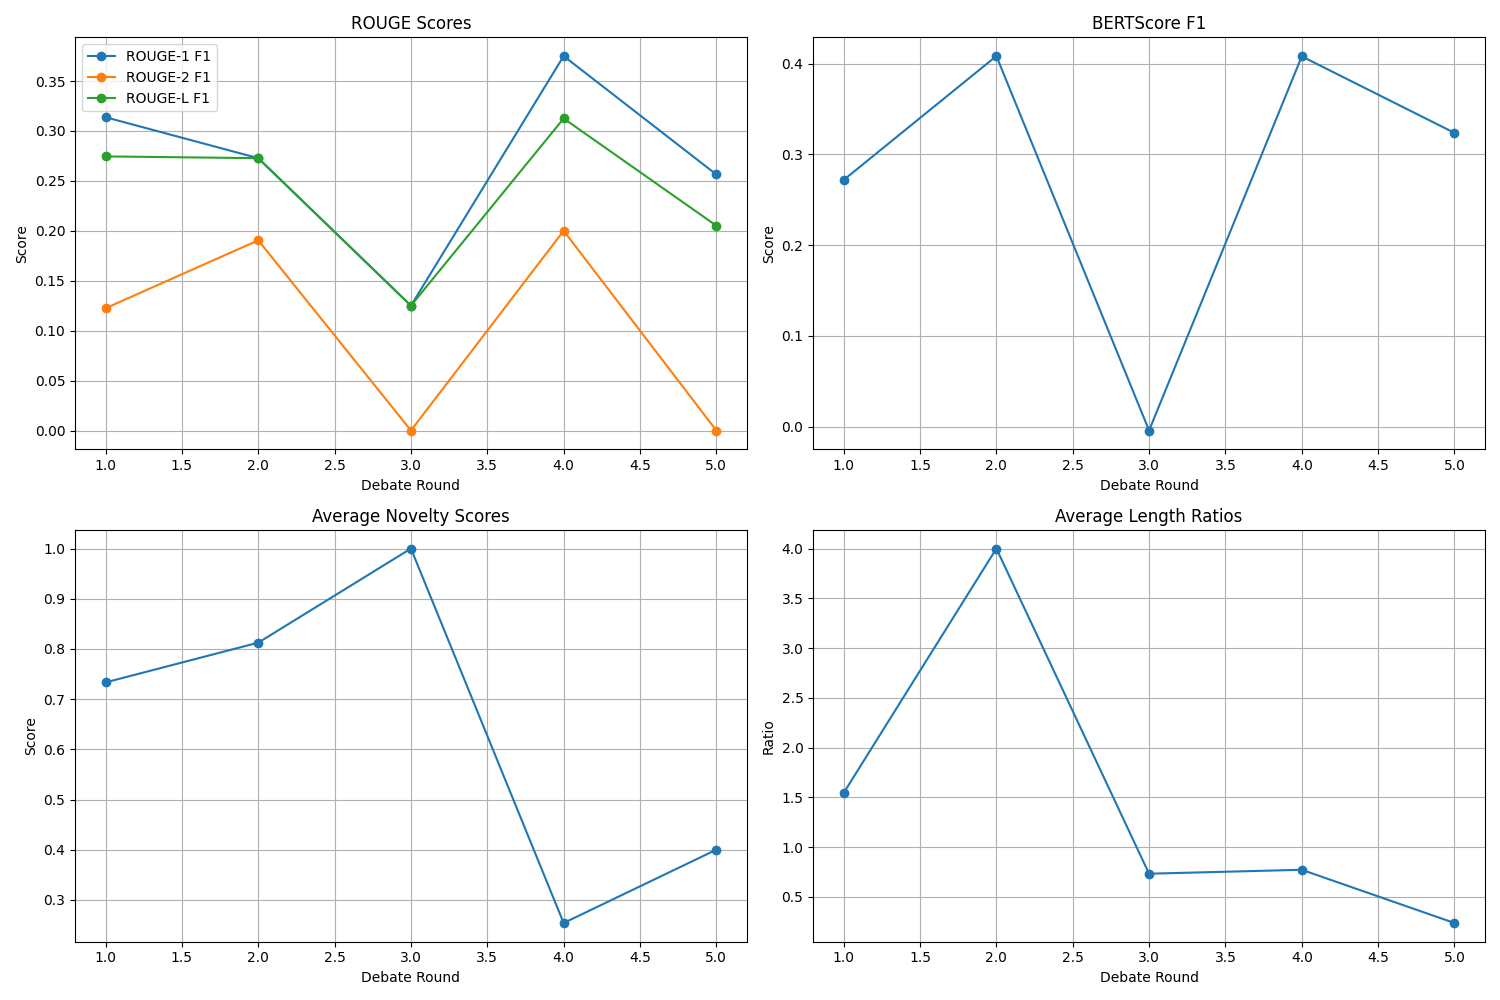 ROUGE Scores
ROUGE-1 F1
ROUGE-2 F1
ROUGE-L F1
0.35
0.30
0.25
0.20
0.15
0.10
0.05
0.00
Score
1.0 1.5 2.0 2.5 3.0 3.5 4.0 4.5 5.0
Debate Round
BERTScore F1
0.4
0.3
0.2
0.1
0.0
Score
1.0 1.5 2.0 2.5 3.0 3.5 4.0 4.5 5.0
Debate Round
Average Novelty Scores
1.0
0.9
0.8
0.7
0.6
0.5
0.4
0.3
Score
1.0 1.5 2.0 2.5 3.0 3.5 4.0 4.5 5.0
Debate Round
Average Length Ratios
4.0
3.5
3.0
2.5
2.0
1.5
1.0
0.5
Ratio
1.0 1.5 2.0 2.5 3.0 3.5 4.0 4.5 5.0
Debate Round